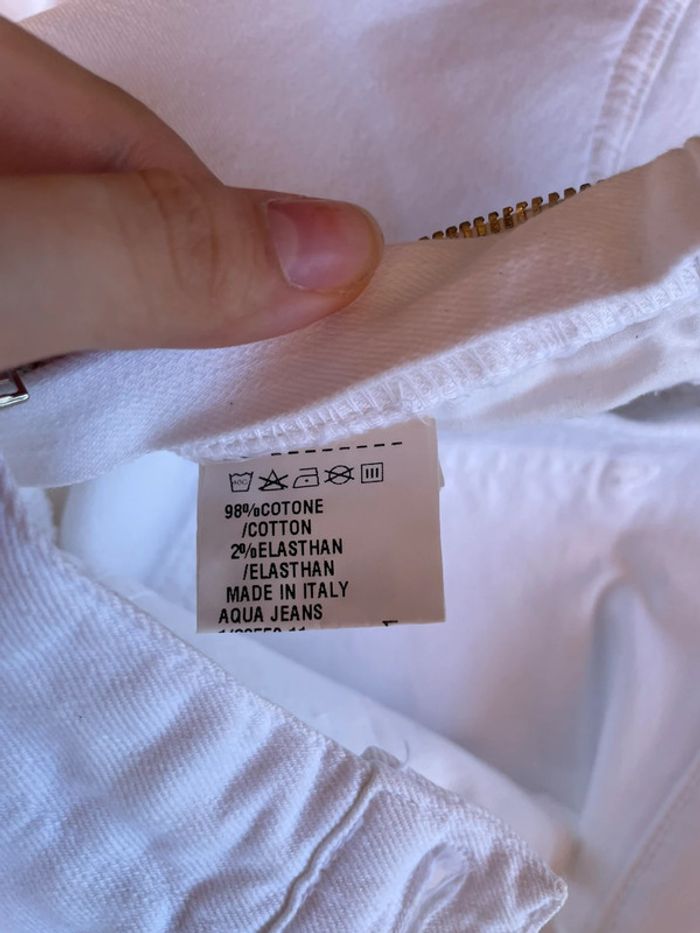 98%COTONE
/COTTON
2%ELASTHAN
/ELASTHAN
MADE IN ITALY
AQUA JEANS